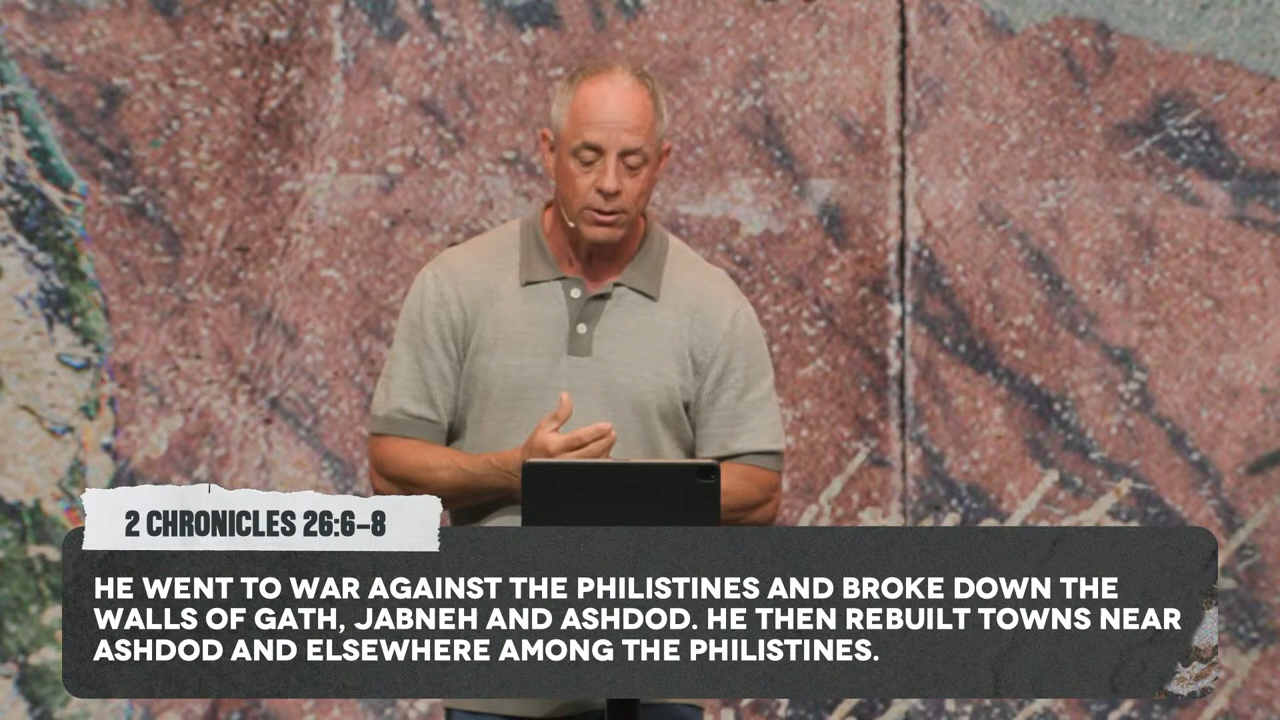 2 CHRONICLES 26:6-8
HE WENT TO WAR AGAINST THE PHILISTINES AND BROKE DOWN THE
WALLS OF GATH, JABNEH AND ASHDOD. HE THEN REBUILT TOWNS NEAR
ASHDOD AND ELSEWHERE AMONG THE PHILISTINES.